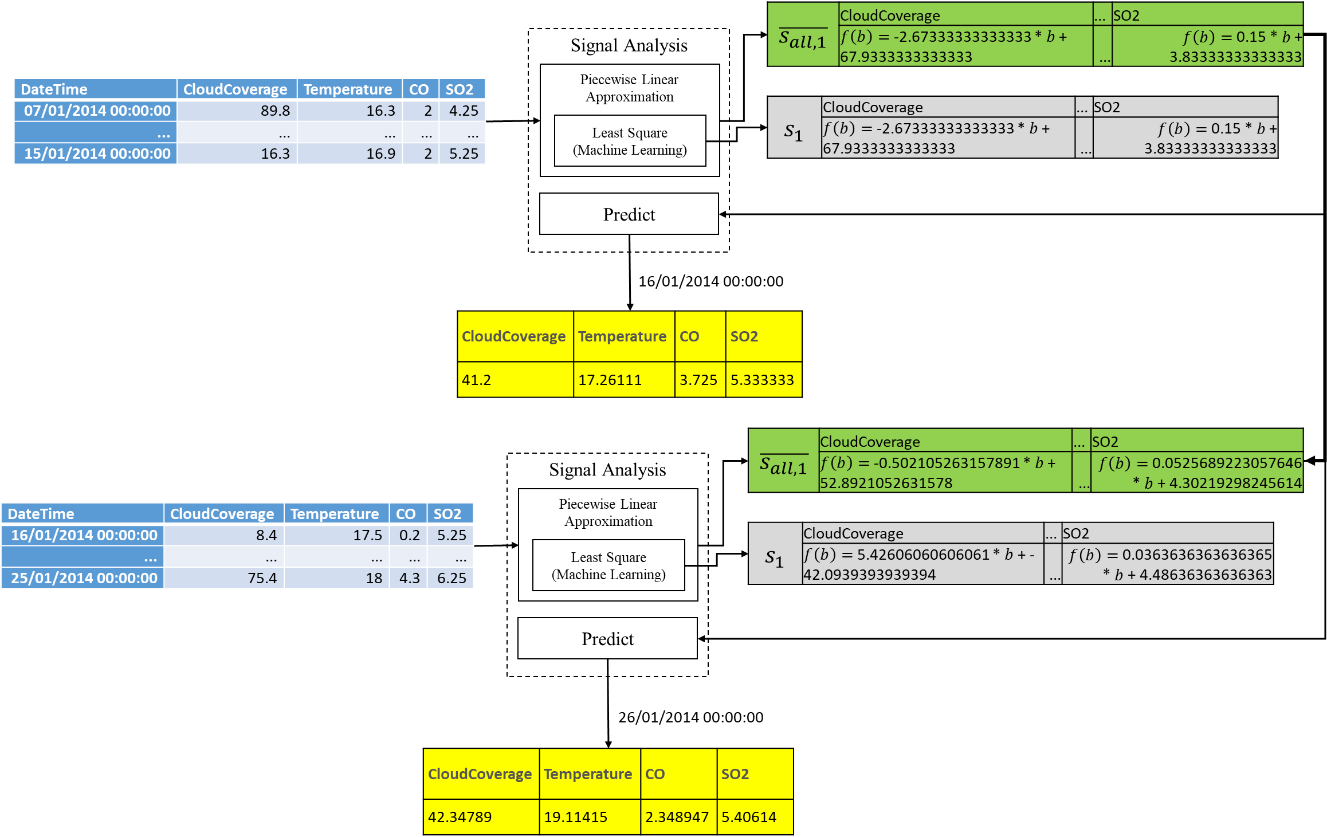 Signal Analysis
Piecewise Linear
Approximation
Least Square
(Machine Learning)
Predict
DateTime CloudCoverage Temperature CO SO2
07/01/2014 00:00:00 89.8 16.3 2 4.25
... ... ... ... ...
15/01/2014 00:00:00 16.3 16.9 2 5.25
S̅all,1
CloudCoverage ... SO2
f(b) = -2.67333333333333 * b + f(b) = 0.15 * b +
67.9333333333333 ... 3.83333333333333
S1
CloudCoverage ... SO2
f(b) = -2.67333333333333 * b + f(b) = 0.15 * b +
67.9333333333333 ... 3.83333333333333
16/01/2014 00:00:00
CloudCoverage Temperature CO SO2
41.2 17.26111 3.725 5.333333
Signal Analysis
Piecewise Linear
Approximation
Least Square
(Machine Learning)
Predict
DateTime CloudCoverage Temperature CO SO2
16/01/2014 00:00:00 8.4 17.5 0.2 5.25
... ... ... ... ...
25/01/2014 00:00:00 75.4 18 4.3 6.25
S̅all,1
CloudCoverage ... SO2
f(b) = -0.502105263157891 * b + f(b) = 0.0525689223057646
52.8921052631578 ... * b + 4.30219298245614
S1
CloudCoverage ... SO2
f(b) = 5.42606060606061 * b + - f(b) = 0.0363636363636365
42.0939393939394 ... * b + 4.48636363636363
26/01/2014 00:00:00
CloudCoverage Temperature CO SO2
42.34789 19.11415 2.348947 5.40614